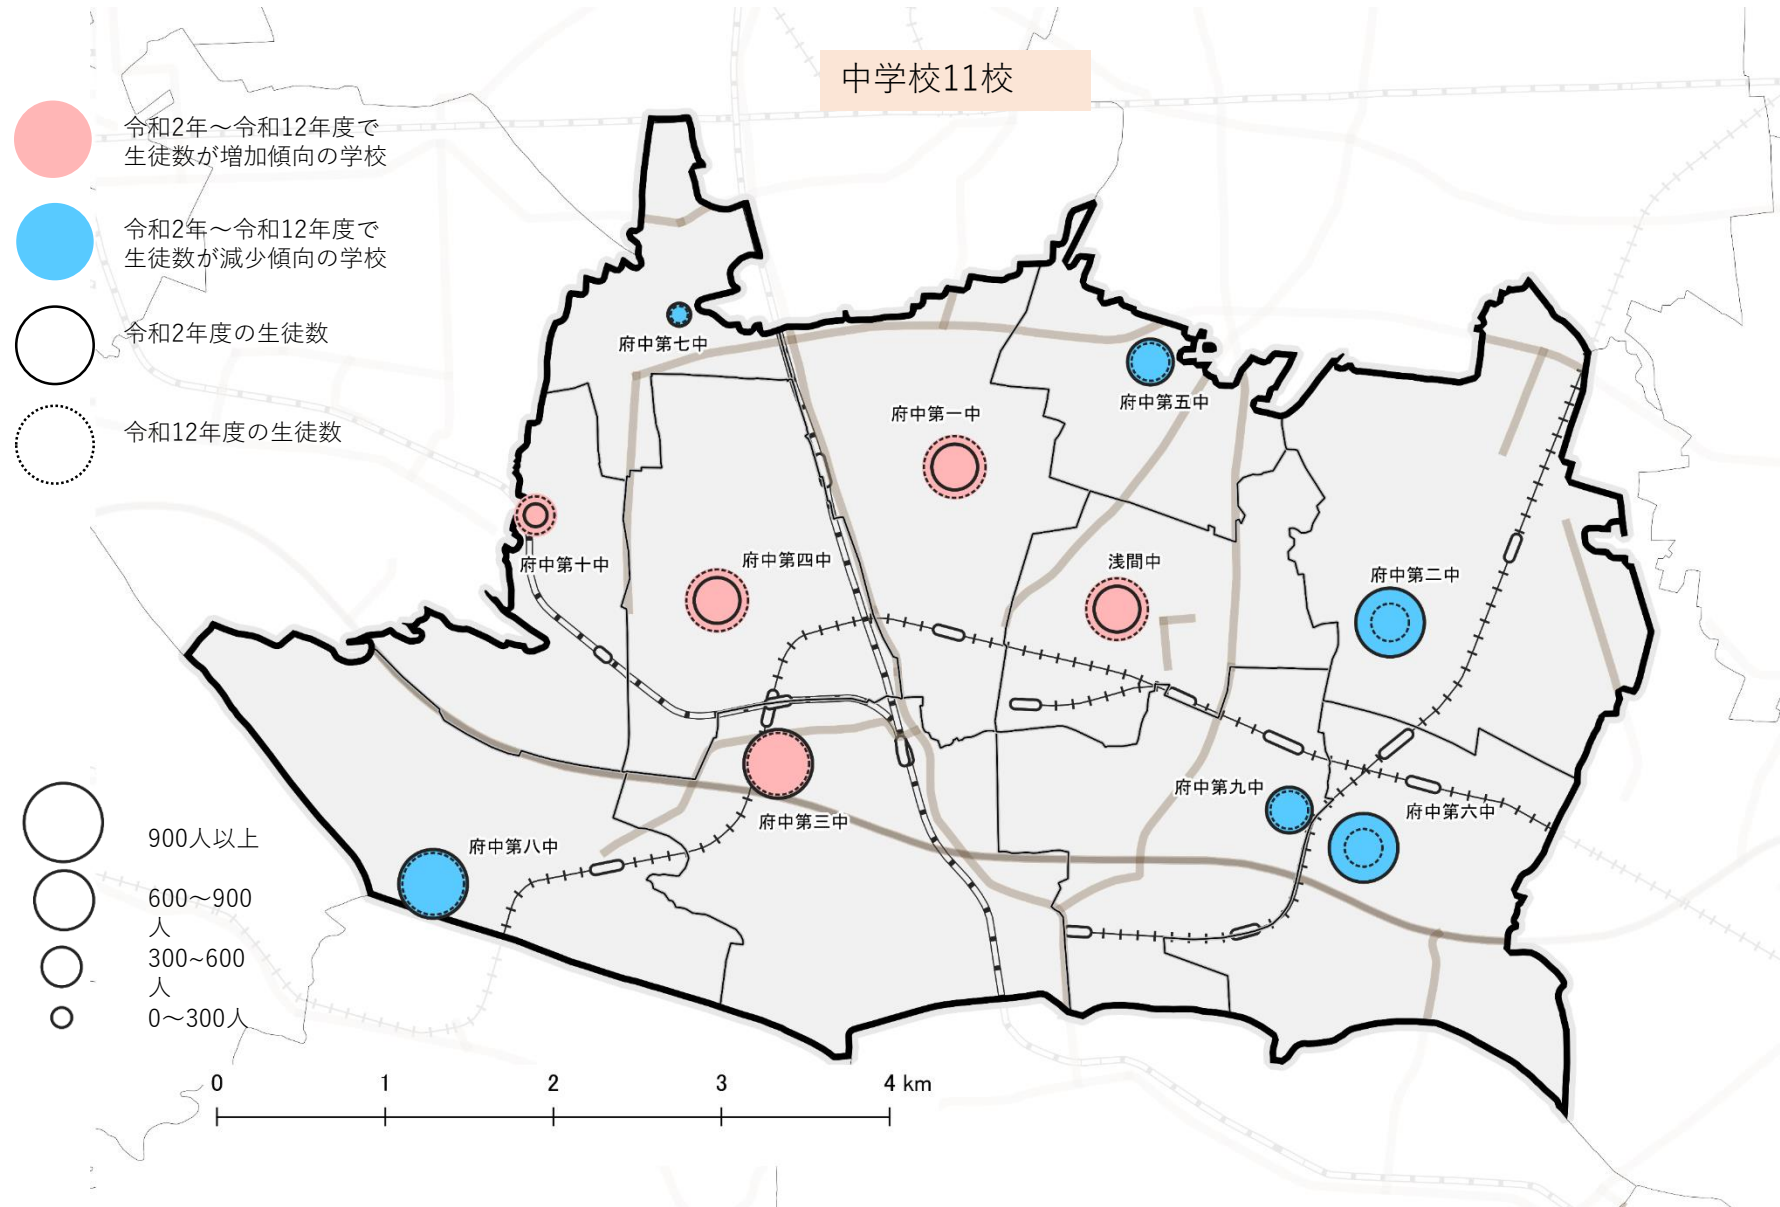 中学校11校
令和2年～令和12年度で
生徒数が増加傾向の学校
令和2年～令和12年度で
生徒数が減少傾向の学校
令和2年度の生徒数
令和12年度の生徒数
府中第七中
府中第五中
府中第一中
府中第十中
府中第四中
浅間中
府中第二中
府中第九中
府中第六中
府中第三中
府中第八中
900人以上
600～900
人
300~600
人
0～300人
0 1 2 3 4 km